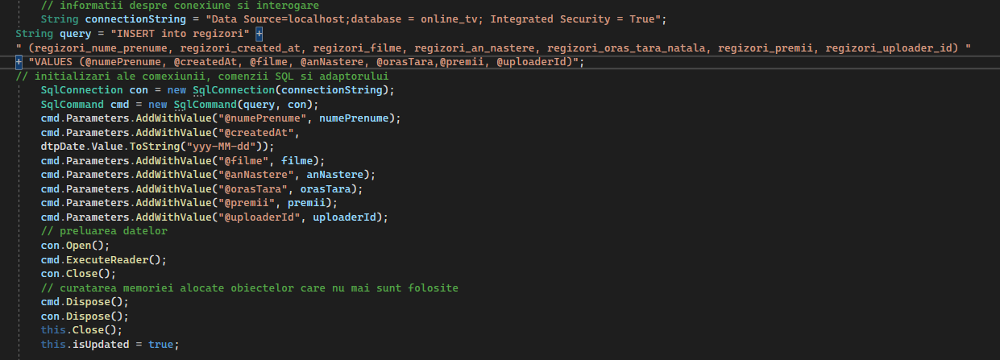 // informatii despre conexiune si interogare
String connectionString = "Data Source=localhost;database = online_tv; Integrated Security = True";
String query = "INSERT into regizori" +
" (regizori_nume_prenume, regizori_created_at, regizori_filme, regizori_an_nastere, regizori_oras_tara_natala, regizori_premii, regizori_uploader_id) "
+ "VALUES (@numePrenume, @createdAt, @filme, @anNastere, @orasTara,@premii, @uploaderId)";
// initializari ale comexiunii, comenzii SQL si adaptorului
SqlConnection con = new SqlConnection(connectionString);
SqlCommand cmd = new SqlCommand(query, con);
cmd.Parameters.AddWithValue("@numePrenume", numePrenume);
cmd.Parameters.AddWithValue("@createdAt",
dtpDate.Value.ToString("yyy-MM-dd"));
cmd.Parameters.AddWithValue("@filme", filme);
cmd.Parameters.AddWithValue("@anNastere", anNastere);
cmd.Parameters.AddWithValue("@orasTara", orasTara);
cmd.Parameters.AddWithValue("@premii", premii);
cmd.Parameters.AddWithValue("@uploaderId", uploaderId);
// preluarea datelor
con.Open();
cmd.ExecuteReader();
con.Close();
// curatarea memoriei alocate obiectelor care nu mai sunt folosite
cmd.Dispose();
con.Dispose();
this.Close();
this.isUpdated = true;